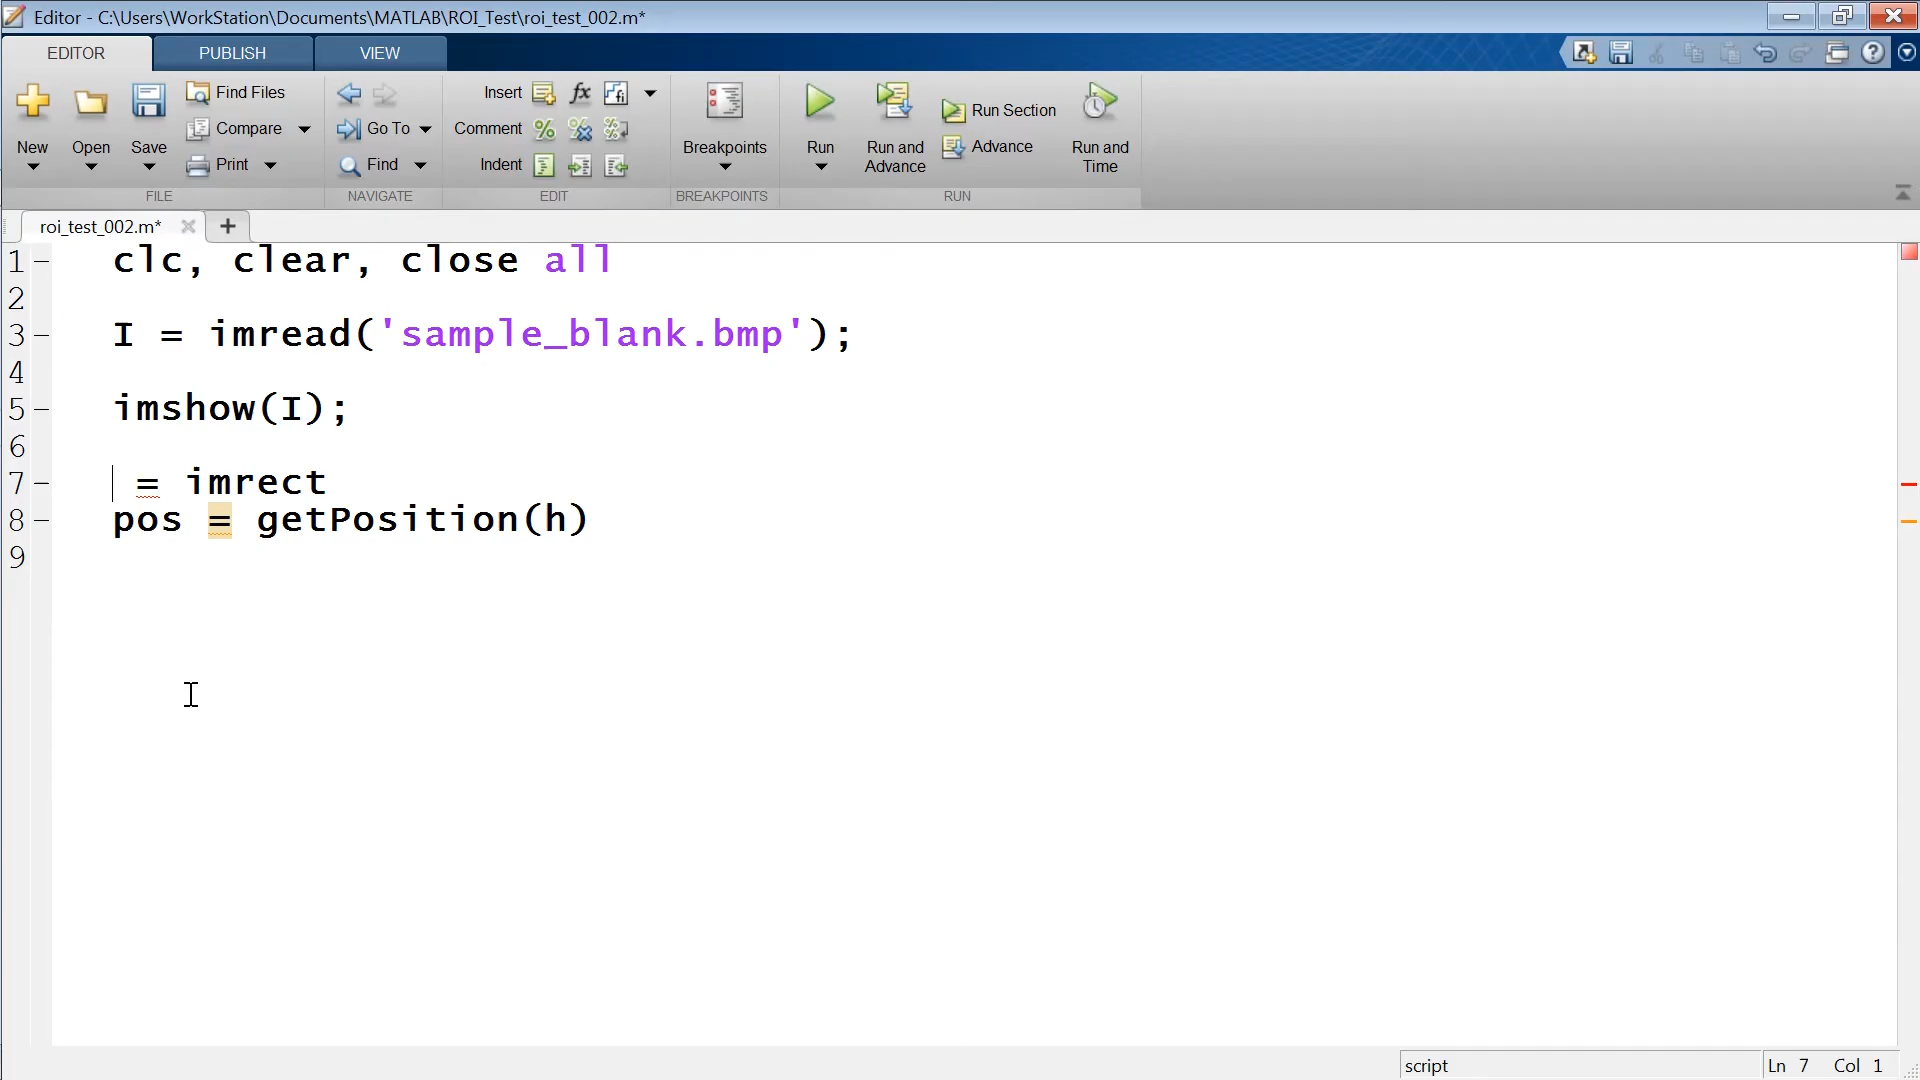 Editor - C:\Users\WorkStation\Documents\MATLAB\ROI_Test\roi_test_002.m*
EDITOR PUBLISH VIEW
New
Open
Save
Find Files
Compare
Print
FILE
Go To
Find
NAVIGATE
Insert fx fi
Comment % % %
Indent
EDIT
Breakpoints
BREAKPOINTS
Run
Run and
Advance
Run Section
Advance
Run and
Time
RUN
roi_test_002.m*
1 clc, clear, close all
2
3 I = imread('sample_blank.bmp');
4
5 imshow(I);
6
7 = imrect
8 pos = getPosition(h)
9
script Ln 7 Col 1